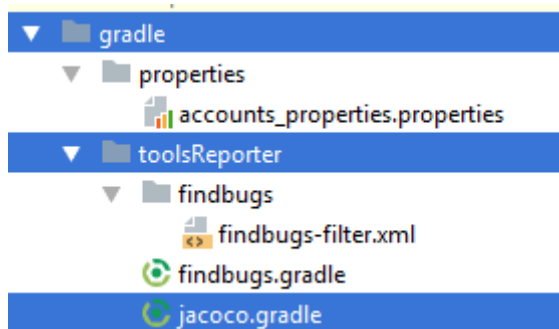 gradle
properties
accounts_properties.properties
toolsReporter
findbugs
findbugs-filter.xml
findbugs.gradle
jacoco.gradle